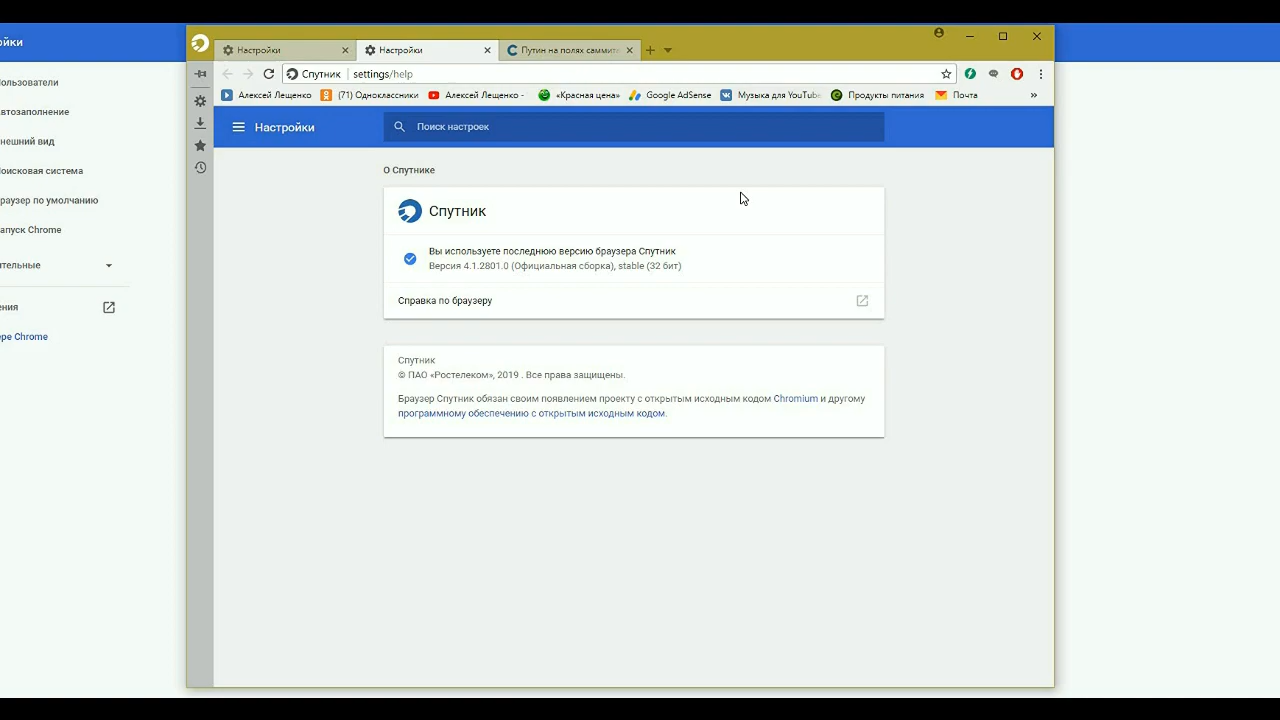 ойки
ользователи
втозаполнение
нешний вид
оисковая система
раузер по умолчанию
апуск Chrome
ительные
ения
ере Chrome
Настройки
Настройки
Путин на полях саммита
Спутник
settings/help
Алексей Лещенко
(71) Одноклассники
Алексей Лещенко -
«Красная цена»
Google AdSense
Музыка для YouTube
Продукты питания
Почта
»
Настройки
Поиск настроек
О Спутнике
Спутник
Вы используете последнюю версию браузера Спутник
Версия 4.1.2801.0 (Официальная сборка), stable (32 бит)
Справка по браузеру
Спутник
© ПАО «Ростелеком», 2019 . Все права защищены.
Браузер Спутник обязан своим появлением проекту с открытым исходным кодом Chromium и другому
программному обеспечению с открытым исходным кодом.